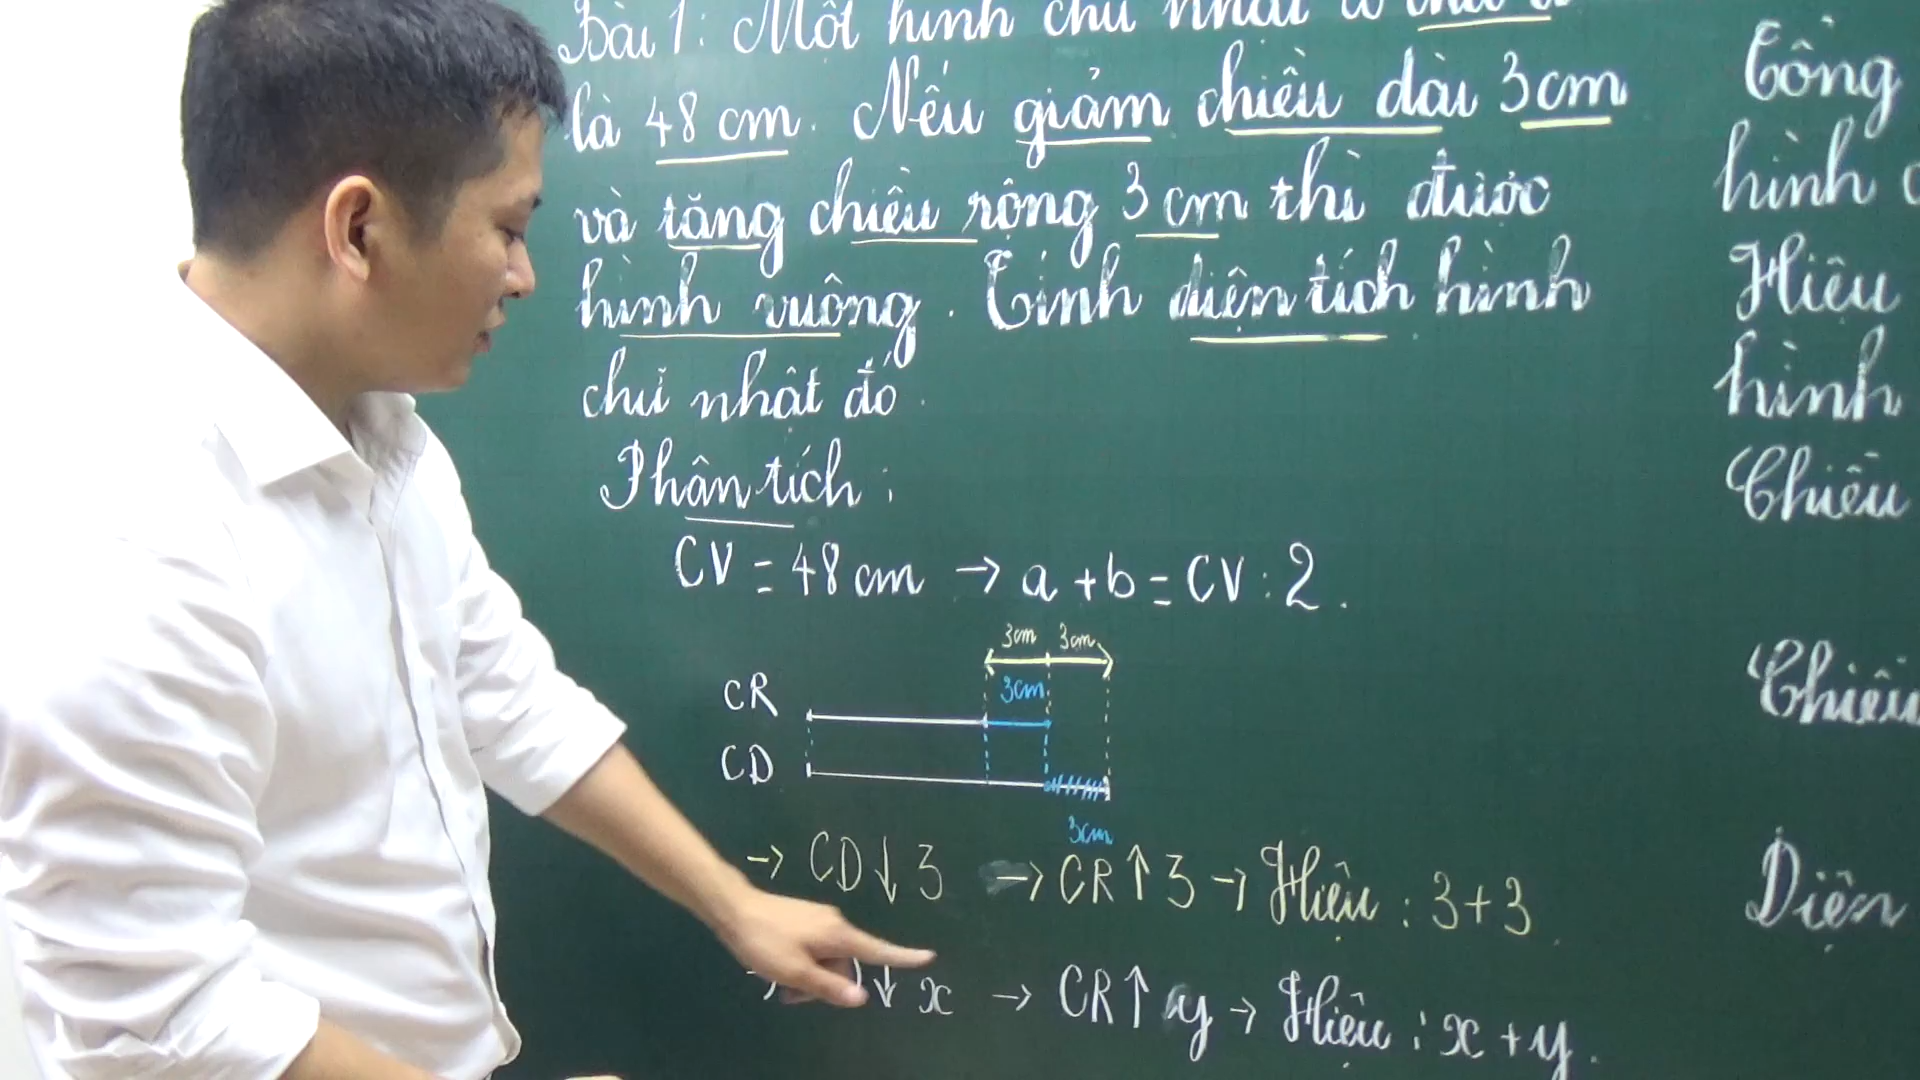 Bài 1: Một hình chữ nhật có chu vi
là 48 cm. Nếu giảm chiều dài 3cm
và tăng chiều rộng 3 cm thì được
hình vuông. Tính diện tích hình
chữ nhật đó.
Phân tích:
CV = 48 cm → a + b = CV : 2.
3cm 3cm
3cm
CR
CD
3cm
→ CD ↓ 3 → CR ↑ 3 → Hiệu : 3 + 3.
↓ x → CR ↑ y → Hiệu : x + y.
Tổng
hình
Hiệu
hình
Chiều
Chiều
Diện